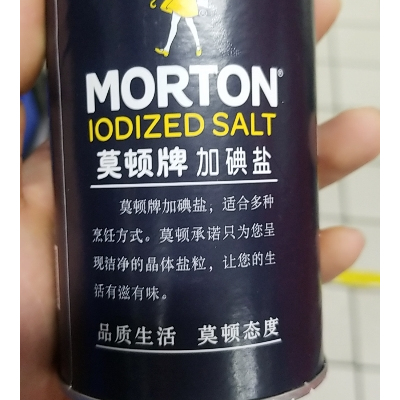 MORTON®
IODIZED SALT
莫顿牌 加碘盐
莫顿牌加碘盐，适合多种
烹饪方式。莫顿承诺只为您呈
现洁净的晶体盐粒，让您的生
活有滋有味。
品质生活 莫顿态度